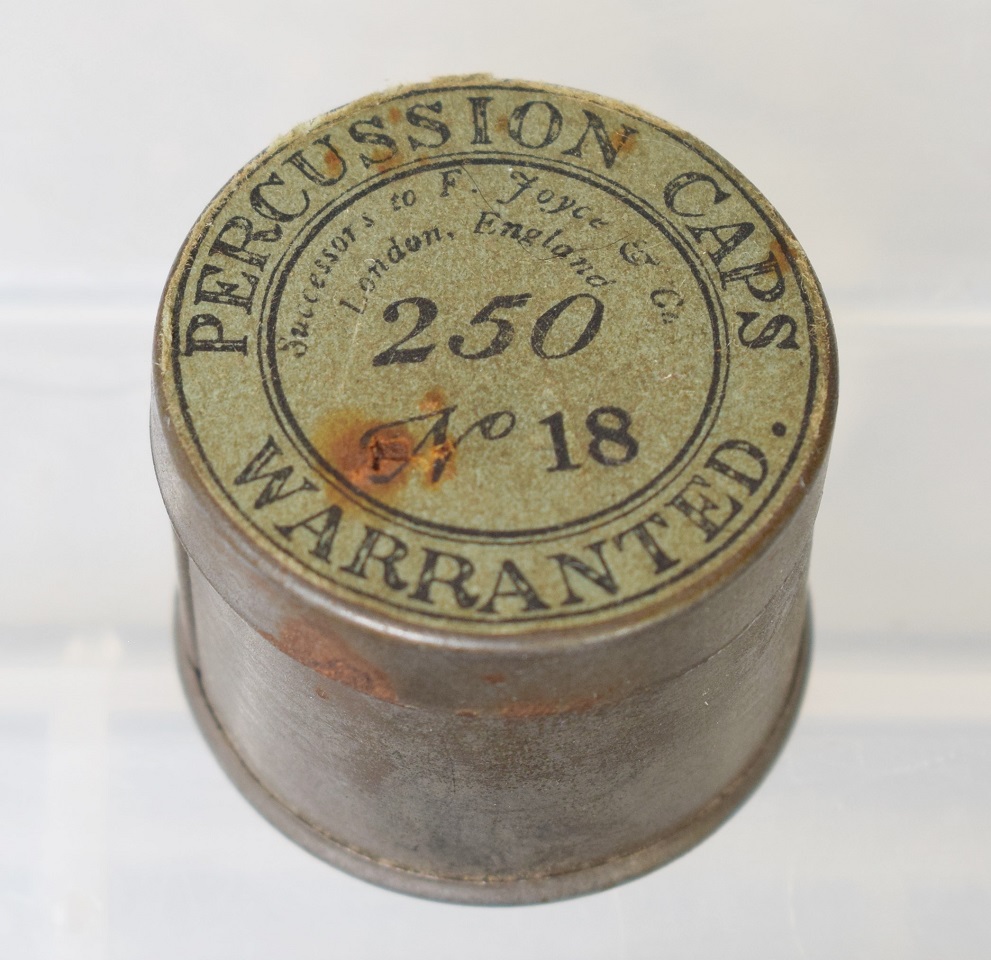 PERCUSSION CAPS
Successors to F. Joyce & Co.
London, England
250
No 18
WARRANTED.